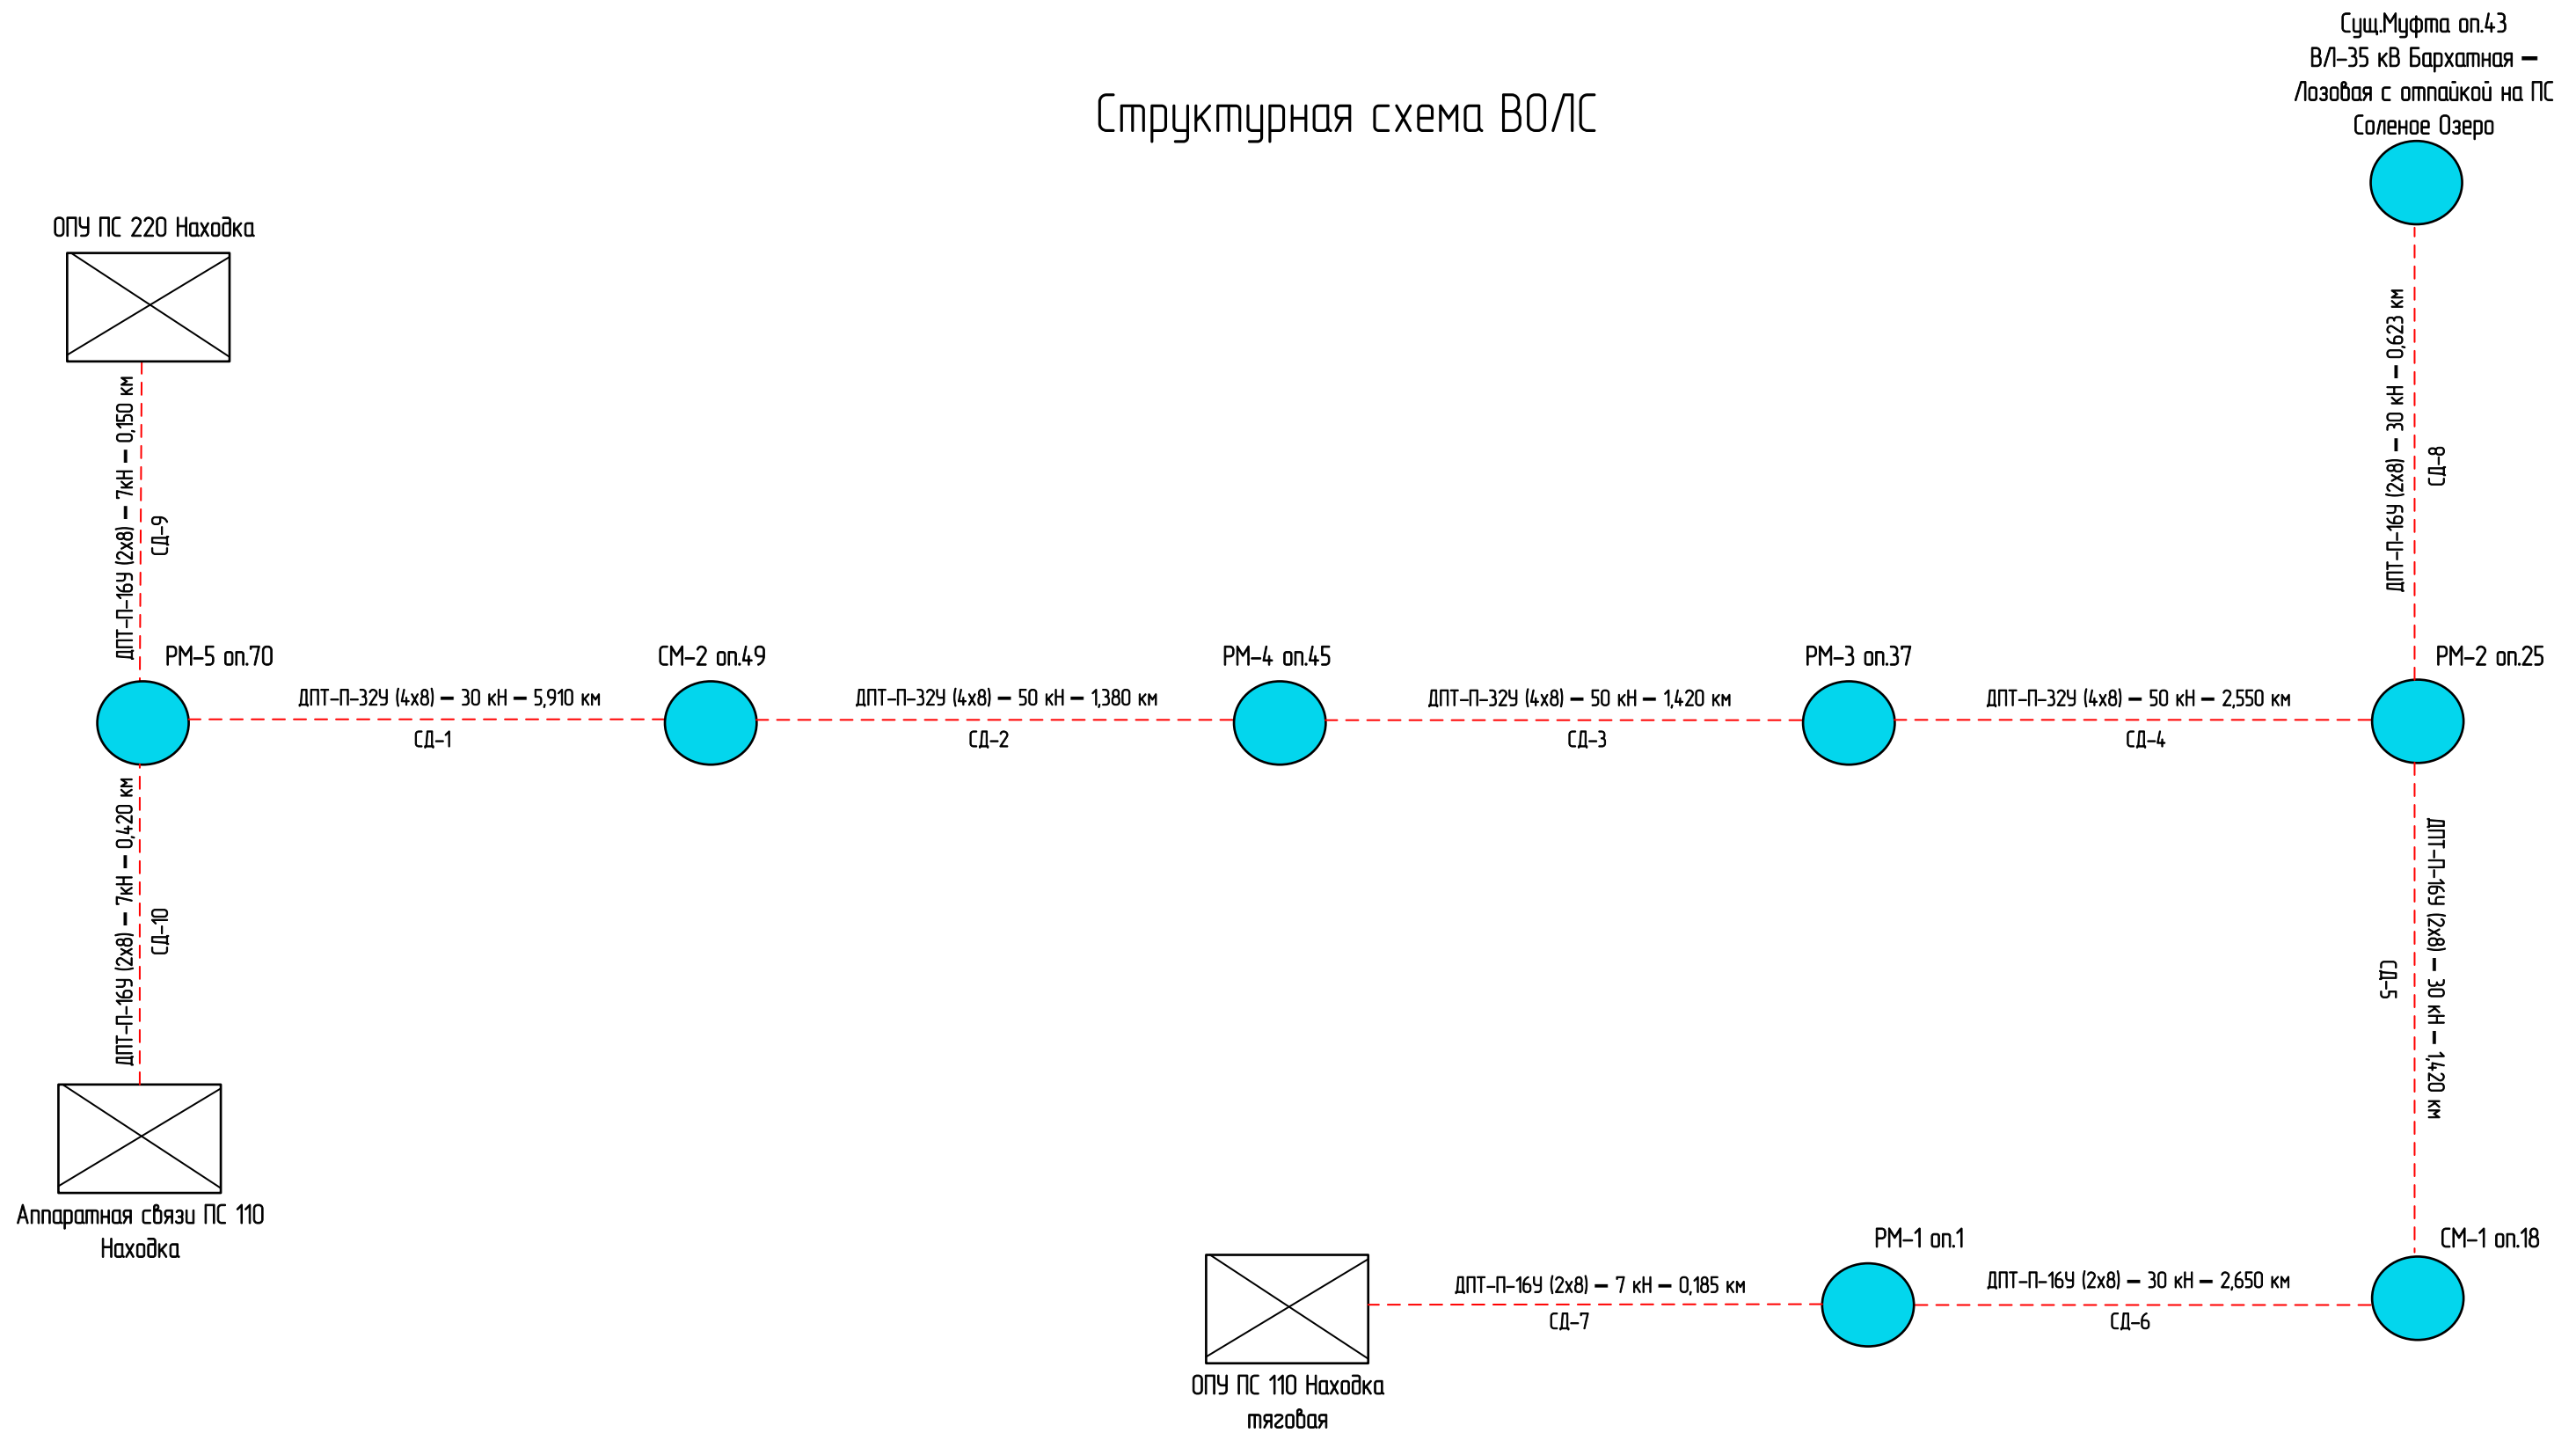 Сущ.Муфта оп.43
ВЛ-35 кВ Бархатная –
Лозовая с отпайкой на ПС
Соленое Озеро
Структурная схема ВОЛС
ОПУ ПС 220 Находка
ДПТ-П-16У (2х8) – 7кН – 0,150 км
СД-9
ДПТ-П-16У (2х8) – 30 кН – 0,623 км
СД-8
РМ-5 оп.70
СМ-2 оп.49
РМ-4 оп.45
РМ-3 оп.37
РМ-2 оп.25
ДПТ-П-32У (4х8) – 30 кН – 5,910 км
ДПТ-П-32У (4х8) – 50 кН – 1,380 км
ДПТ-П-32У (4х8) – 50 кН – 1,420 км
ДПТ-П-32У (4х8) – 50 кН – 2,550 км
СД-1
СД-2
СД-3
СД-4
ДПТ-П-16У (2х8) – 7кН – 0,420 км
СД-10
ДПТ-П-16У (2х8) – 30 кН – 1,420 км
СД-5
Аппаратная связи ПС 110
Находка
РМ-1 оп.1
СМ-1 оп.18
ДПТ-П-16У (2х8) – 7 кН – 0,185 км
ДПТ-П-16У (2х8) – 30 кН – 2,650 км
СД-7
СД-6
ОПУ ПС 110 Находка
тяговая